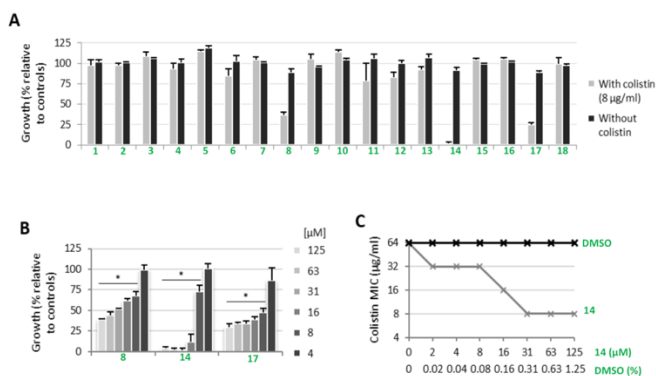 A
Growth (% relative
to controls)
125
100
75
50
25
0
1 2 3 4 5 6 7 8 9 10 11 12 13 14 15 16 17 18
With colistin
(8 µg/ml)
Without
colistin
B
Growth (% relative
to controls)
125
100
75
50
25
0
* * *
8 14 17
[µM]
125
63
31
16
8
4
C
Colistin MIC (µg/ml)
64
32
16
8
4
DMSO
14
0 2 4 8 16 31 63 125 14 (µM)
0 0.02 0.04 0.08 0.16 0.31 0.63 1.25 DMSO (%)